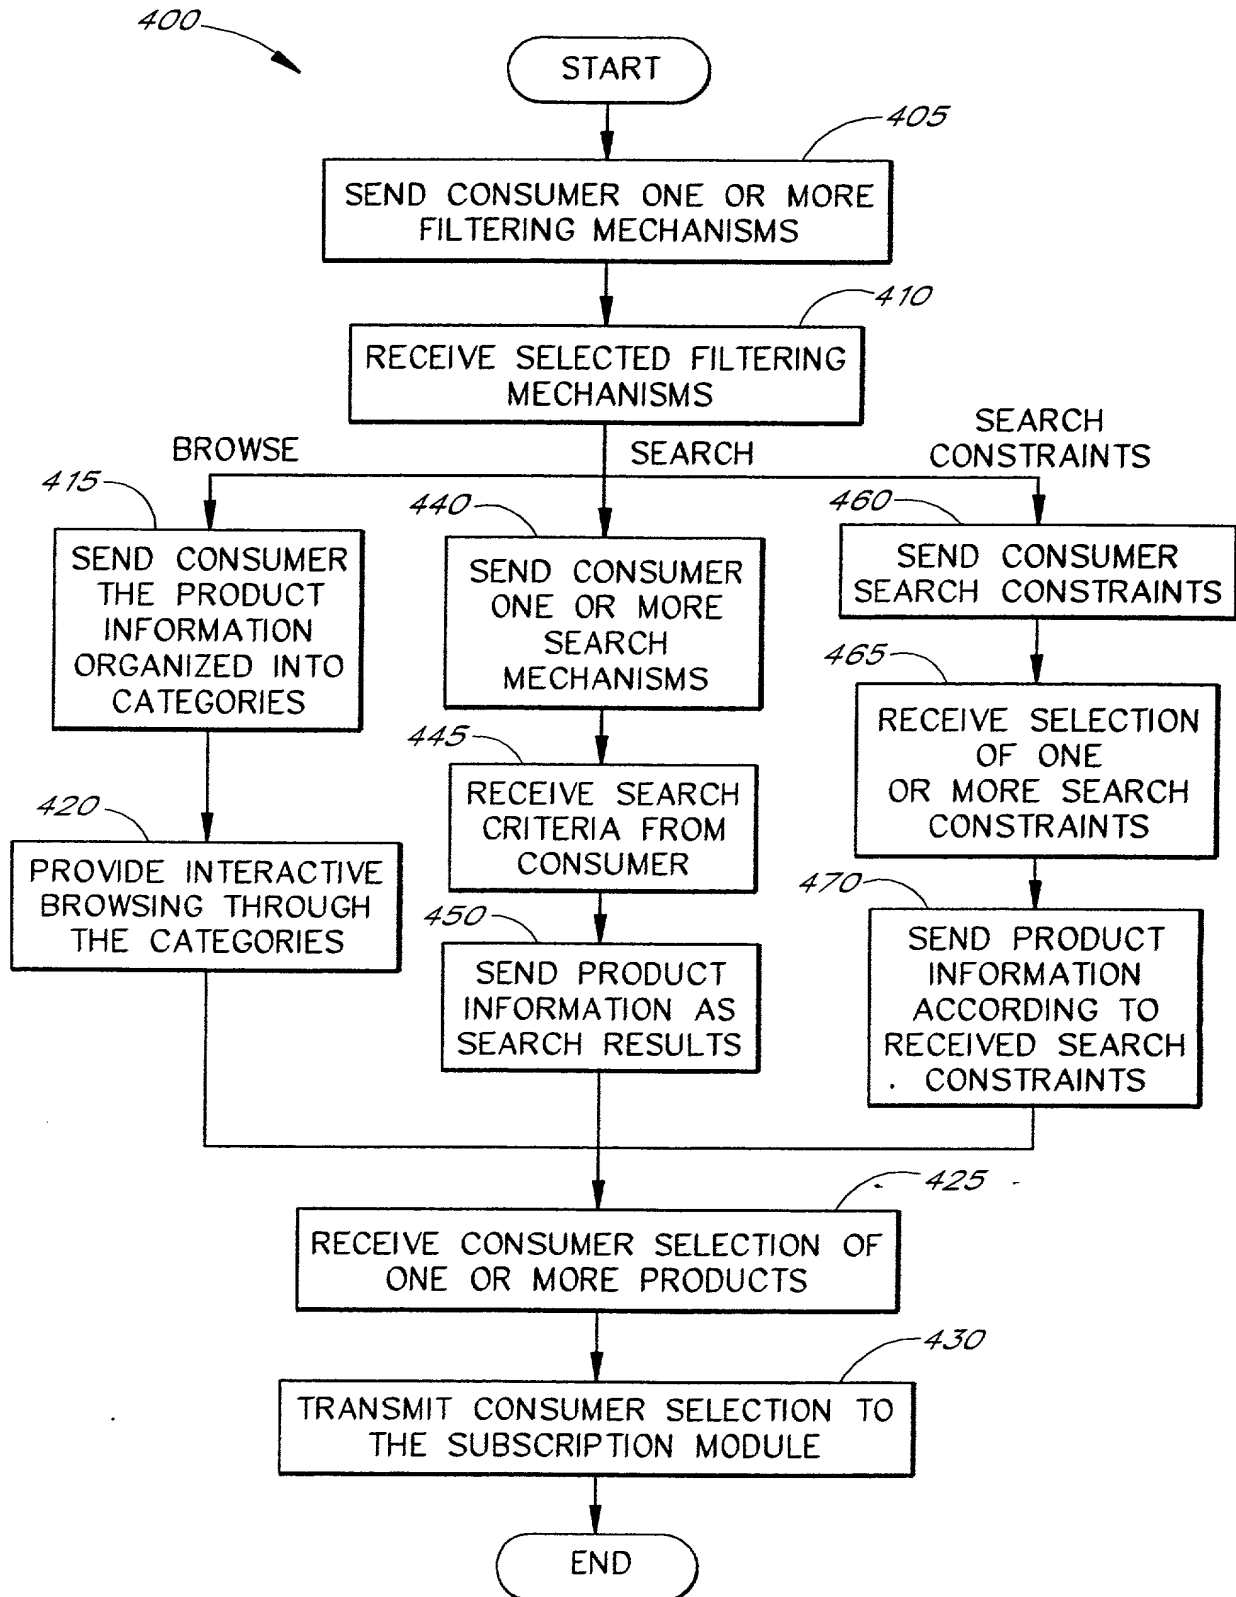 400
START
405
SEND CONSUMER ONE OR MORE
FILTERING MECHANISMS
410
RECEIVE SELECTED FILTERING
MECHANISMS
BROWSE
SEARCH
SEARCH
CONSTRAINTS
415
SEND CONSUMER
THE PRODUCT
INFORMATION
ORGANIZED INTO
CATEGORIES
420
PROVIDE INTERACTIVE
BROWSING THROUGH
THE CATEGORIES
440
SEND CONSUMER
ONE OR MORE
SEARCH
MECHANISMS
445
RECEIVE SEARCH
CRITERIA FROM
CONSUMER
450
SEND PRODUCT
INFORMATION AS
SEARCH RESULTS
460
SEND CONSUMER
SEARCH CONSTRAINTS
465
RECEIVE SELECTION
OF ONE
OR MORE SEARCH
CONSTRAINTS
470
SEND PRODUCT
INFORMATION
ACCORDING TO
RECEIVED SEARCH
CONSTRAINTS
425
RECEIVE CONSUMER SELECTION OF
ONE OR MORE PRODUCTS
430
TRANSMIT CONSUMER SELECTION TO
THE SUBSCRIPTION MODULE
END